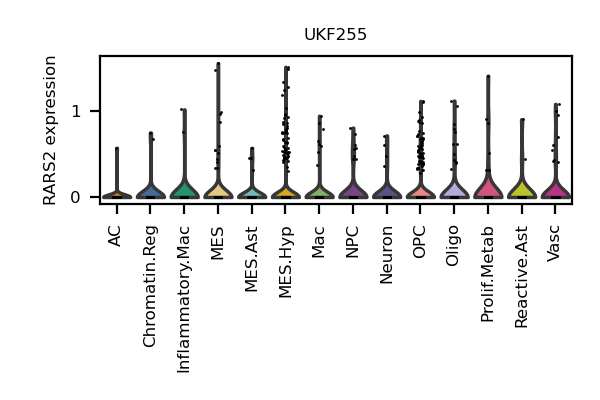 UKF255
RARS2 expression
1
0
AC
Chromatin.Reg
Inflammatory.Mac
MES
MES.Ast
MES.Hyp
Mac
NPC
Neuron
OPC
Oligo
Prolif.Metab
Reactive.Ast
Vasc